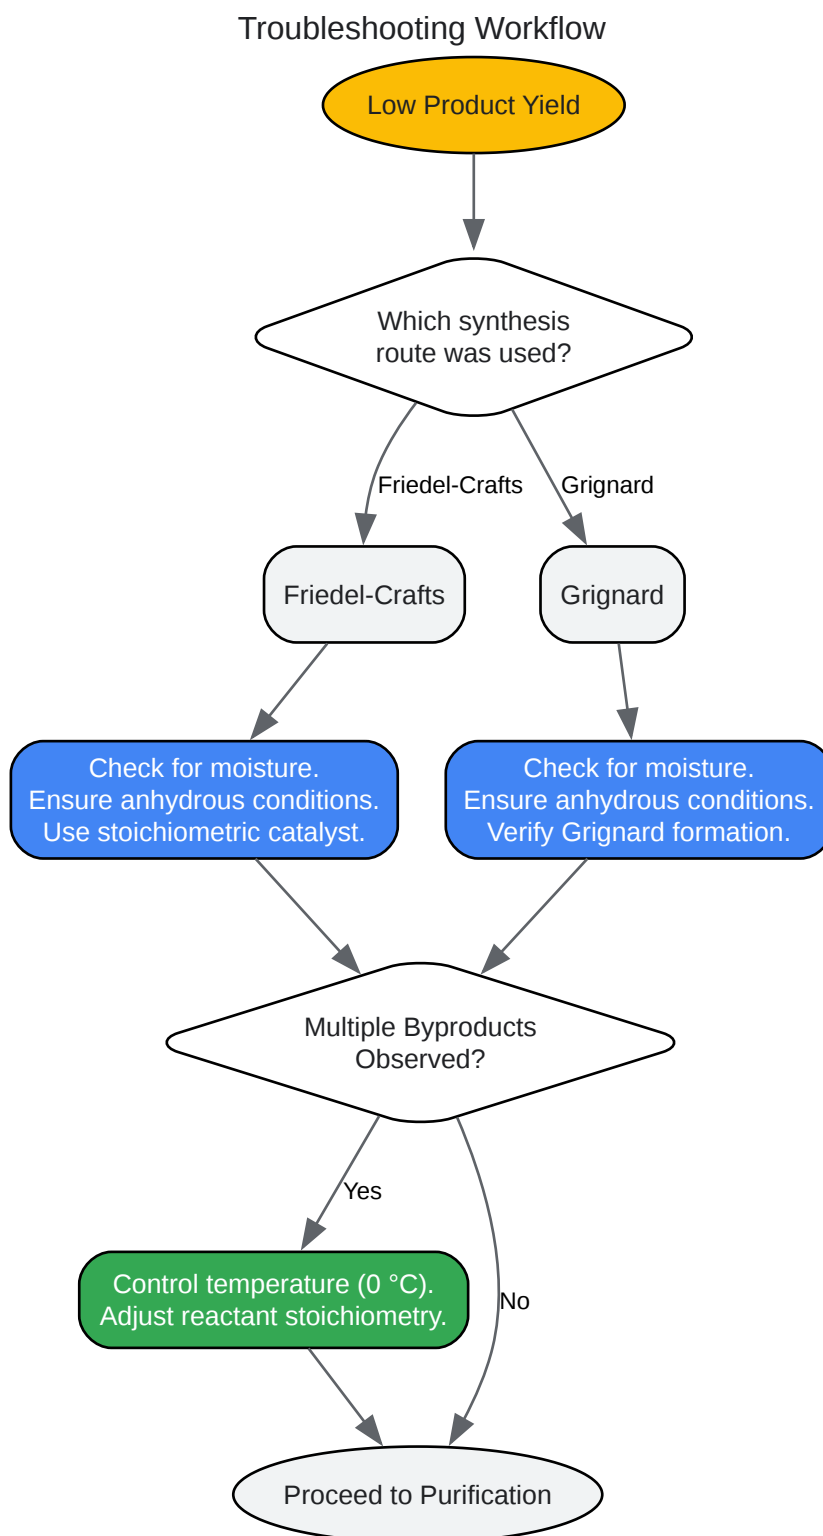 Troubleshooting Workflow
Low Product Yield
Which synthesis
route was used?
Friedel-Crafts
Grignard
Friedel-Crafts
Grignard
Check for moisture.
Ensure anhydrous conditions.
Use stoichiometric catalyst.
Check for moisture.
Ensure anhydrous conditions.
Verify Grignard formation.
Multiple Byproducts
Observed?
Yes
Control temperature (0 °C).
Adjust reactant stoichiometry.
No
Proceed to Purification